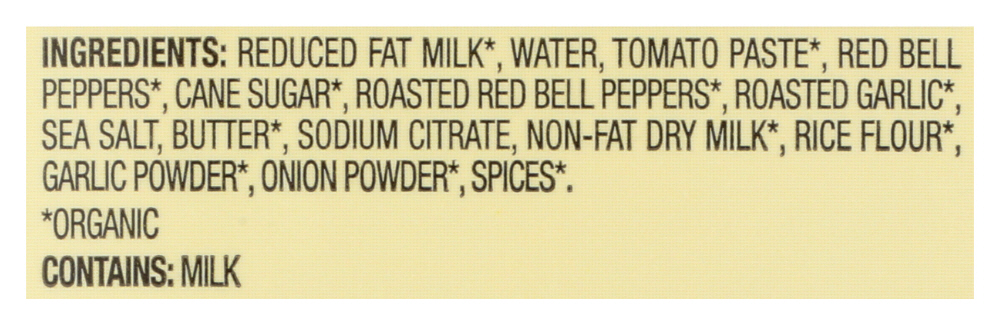 INGREDIENTS: REDUCED FAT MILK*, WATER, TOMATO PASTE*, RED BELL
PEPPERS*, CANE SUGAR*, ROASTED RED BELL PEPPERS*, ROASTED GARLIC*,
SEA SALT, BUTTER*, SODIUM CITRATE, NON-FAT DRY MILK*, RICE FLOUR*,
GARLIC POWDER*, ONION POWDER*, SPICES*.
*ORGANIC
CONTAINS: MILK